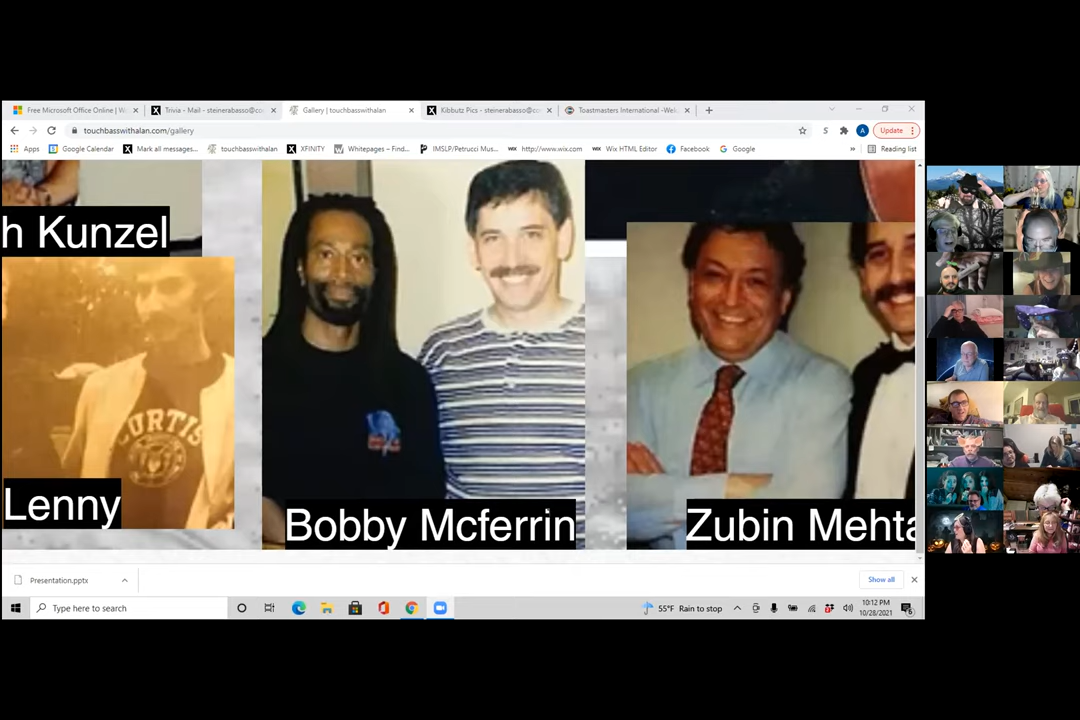 Free Microsoft Office Online | W
Trivia - Mail - steinerabasso@co
Gallery | touchbasswithalan
Kibbutz Pics - steinerabasso@co
Toastmasters International -Wel
touchbasswithalan.com/gallery
Update
Apps
Google Calendar
Mark all messages...
touchbasswithalan
XFINITY
Whitepages – Find...
IMSLP/Petrucci Mus...
http://www.wix.com
Wix HTML Editor
Facebook
Google
»
Reading list
h Kunzel
CURTIS
Lenny
Bobby Mcferrin
Zubin Mehta
Presentation.pptx
Show all
Type here to search
55°F Rain to stop
10:12 PM
10/28/2021